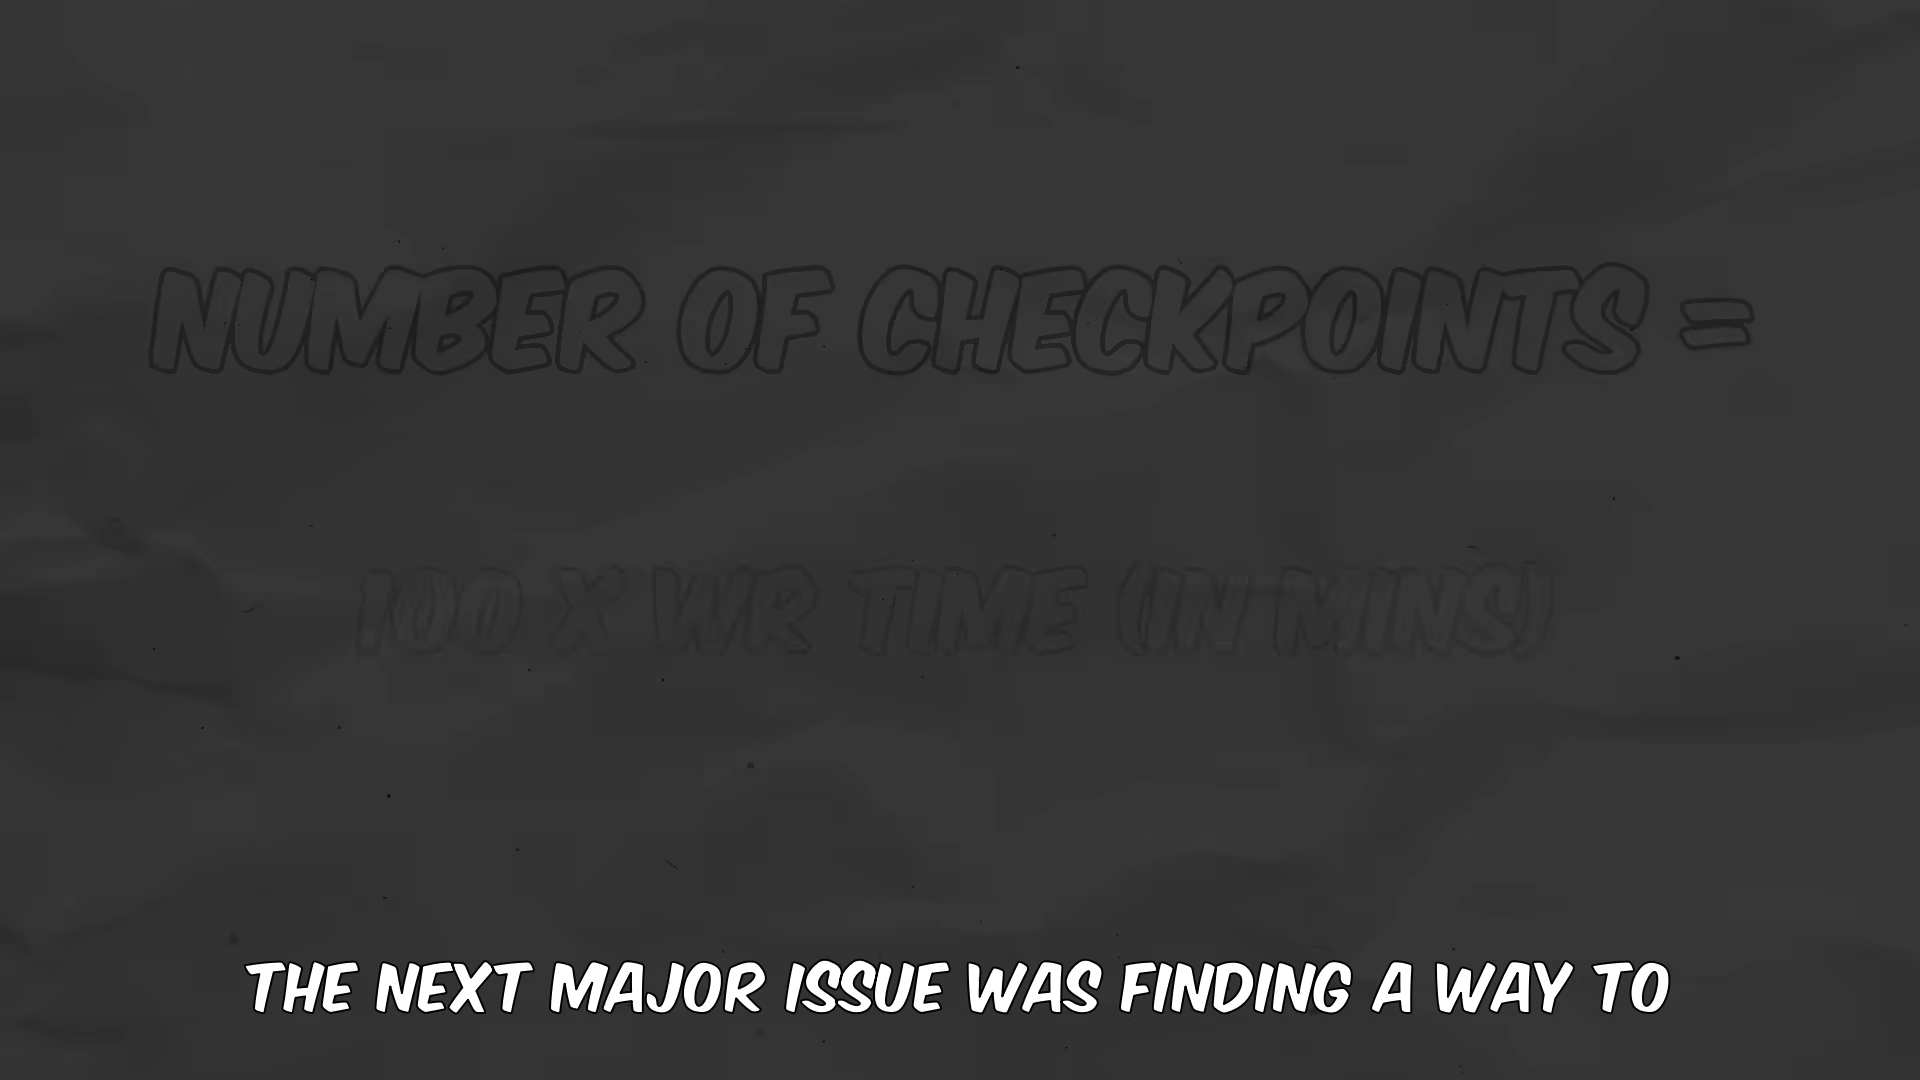 NUMBER OF CHECKPOINTS =
100 X WR TIME (IN MINS)
THE NEXT MAJOR ISSUE WAS FINDING A WAY TO